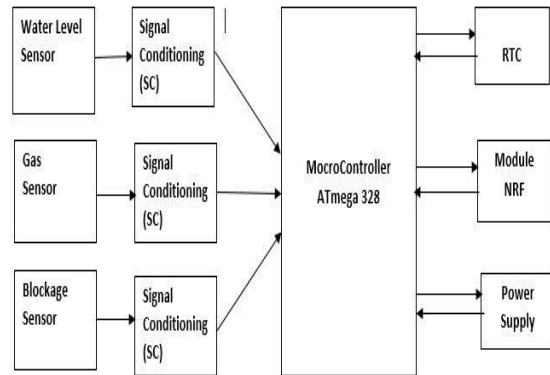 Water Level
Sensor
Signal
Conditioning
(SC)
RTC
Gas
Sensor
Signal
Conditioning
(SC)
MocroController
ATmega 328
Module
NRF
Blockage
Sensor
Signal
Conditioning
(SC)
Power
Supply